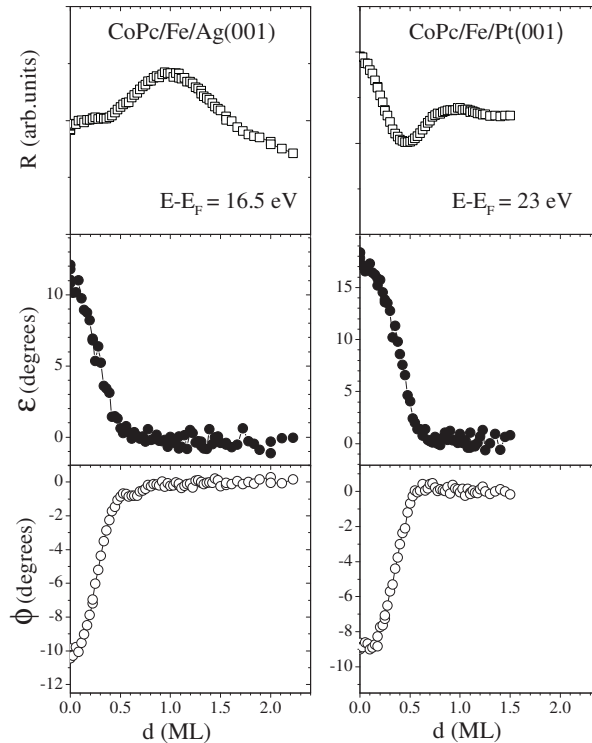 CoPc/Fe/Ag(001)
R (arb.units)
E-E_F = 16.5 eV
CoPc/Fe/Pt(001)
E-E_F = 23 eV
10
5
0
ε (degrees)
15
10
5
0
0
-2
-4
-6
-8
-10
-12
ϕ (degrees)
0
-2
-4
-6
-8
-10
0.0 0.5 1.0 1.5 2.0
d (ML)
0.0 0.5 1.0 1.5 2.0
d (ML)